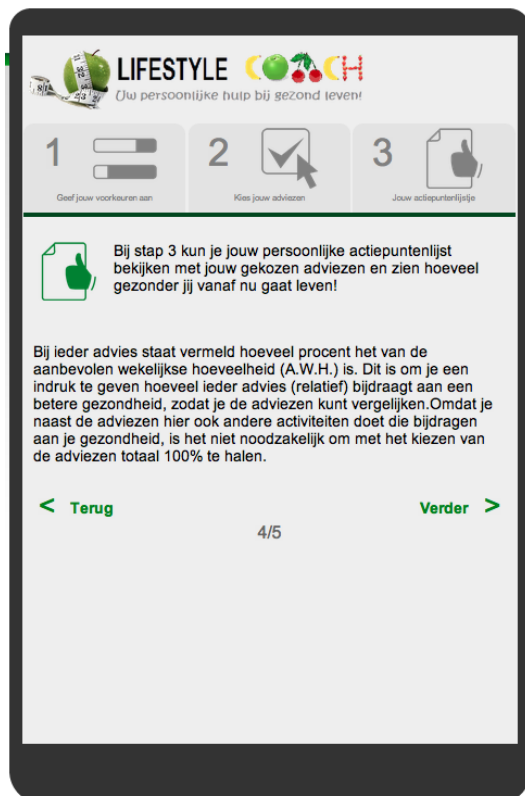 LIFESTYLE COACH
Uw persoonlijke hulp bij gezond leven!
1
2
3
Geef jouw voorkeuren aan
Kies jouw adviezen
Jouw actiepuntenlijstje
Bij stap 3 kun je jouw persoonlijke actiepuntenlijst
bekijken met jouw gekozen adviezen en zien hoeveel
gezonder jij vanaf nu gaat leven!
Bij ieder advies staat vermeld hoeveel procent het van de
aanbevolen wekelijkse hoeveelheid (A.W.H.) is. Dit is om je een
indruk te geven hoeveel ieder advies (relatief) bijdraagt aan een
betere gezondheid, zodat je de adviezen kunt vergelijken.Omdat je
naast de adviezen hier ook andere activiteiten doet die bijdragen
aan je gezondheid, is het niet noodzakelijk om met het kiezen van
de adviezen totaal 100% te halen.
< Terug
Verder >
4/5